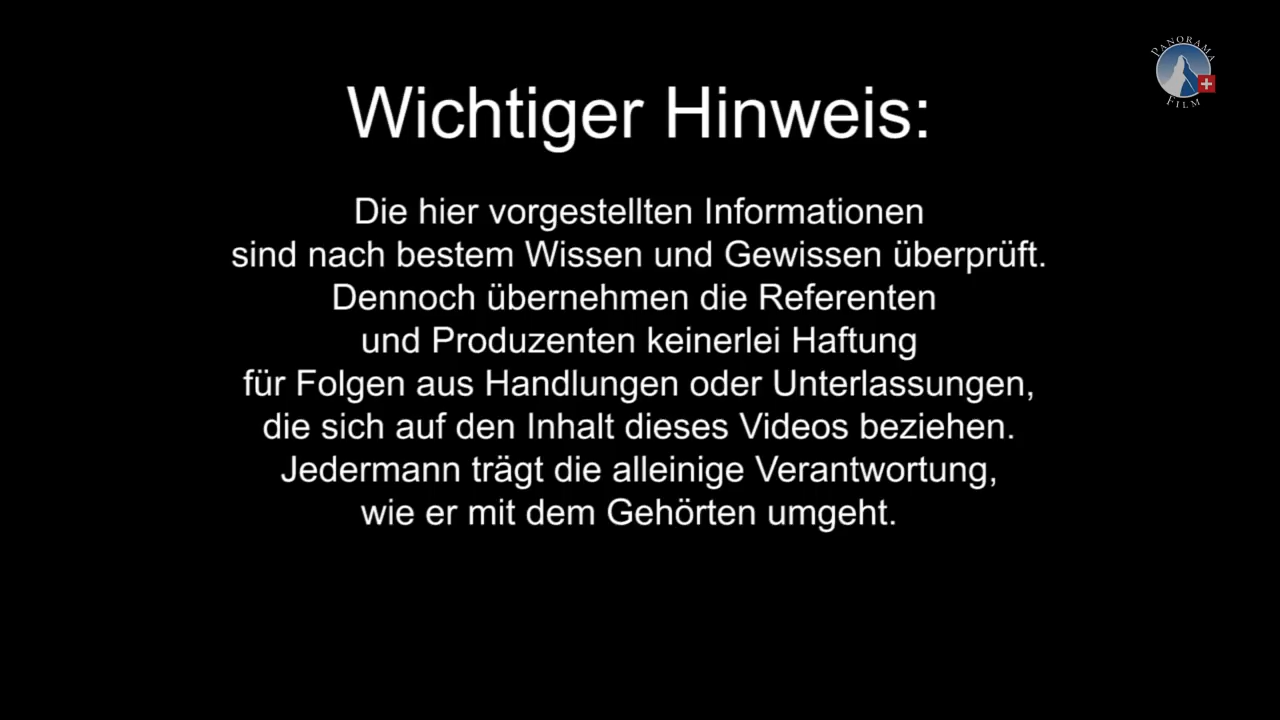 PANORAMA
FILM
Wichtiger Hinweis:
Die hier vorgestellten Informationen
sind nach bestem Wissen und Gewissen überprüft.
Dennoch übernehmen die Referenten
und Produzenten keinerlei Haftung
für Folgen aus Handlungen oder Unterlassungen,
die sich auf den Inhalt dieses Videos beziehen.
Jedermann trägt die alleinige Verantwortung,
wie er mit dem Gehörten umgeht.